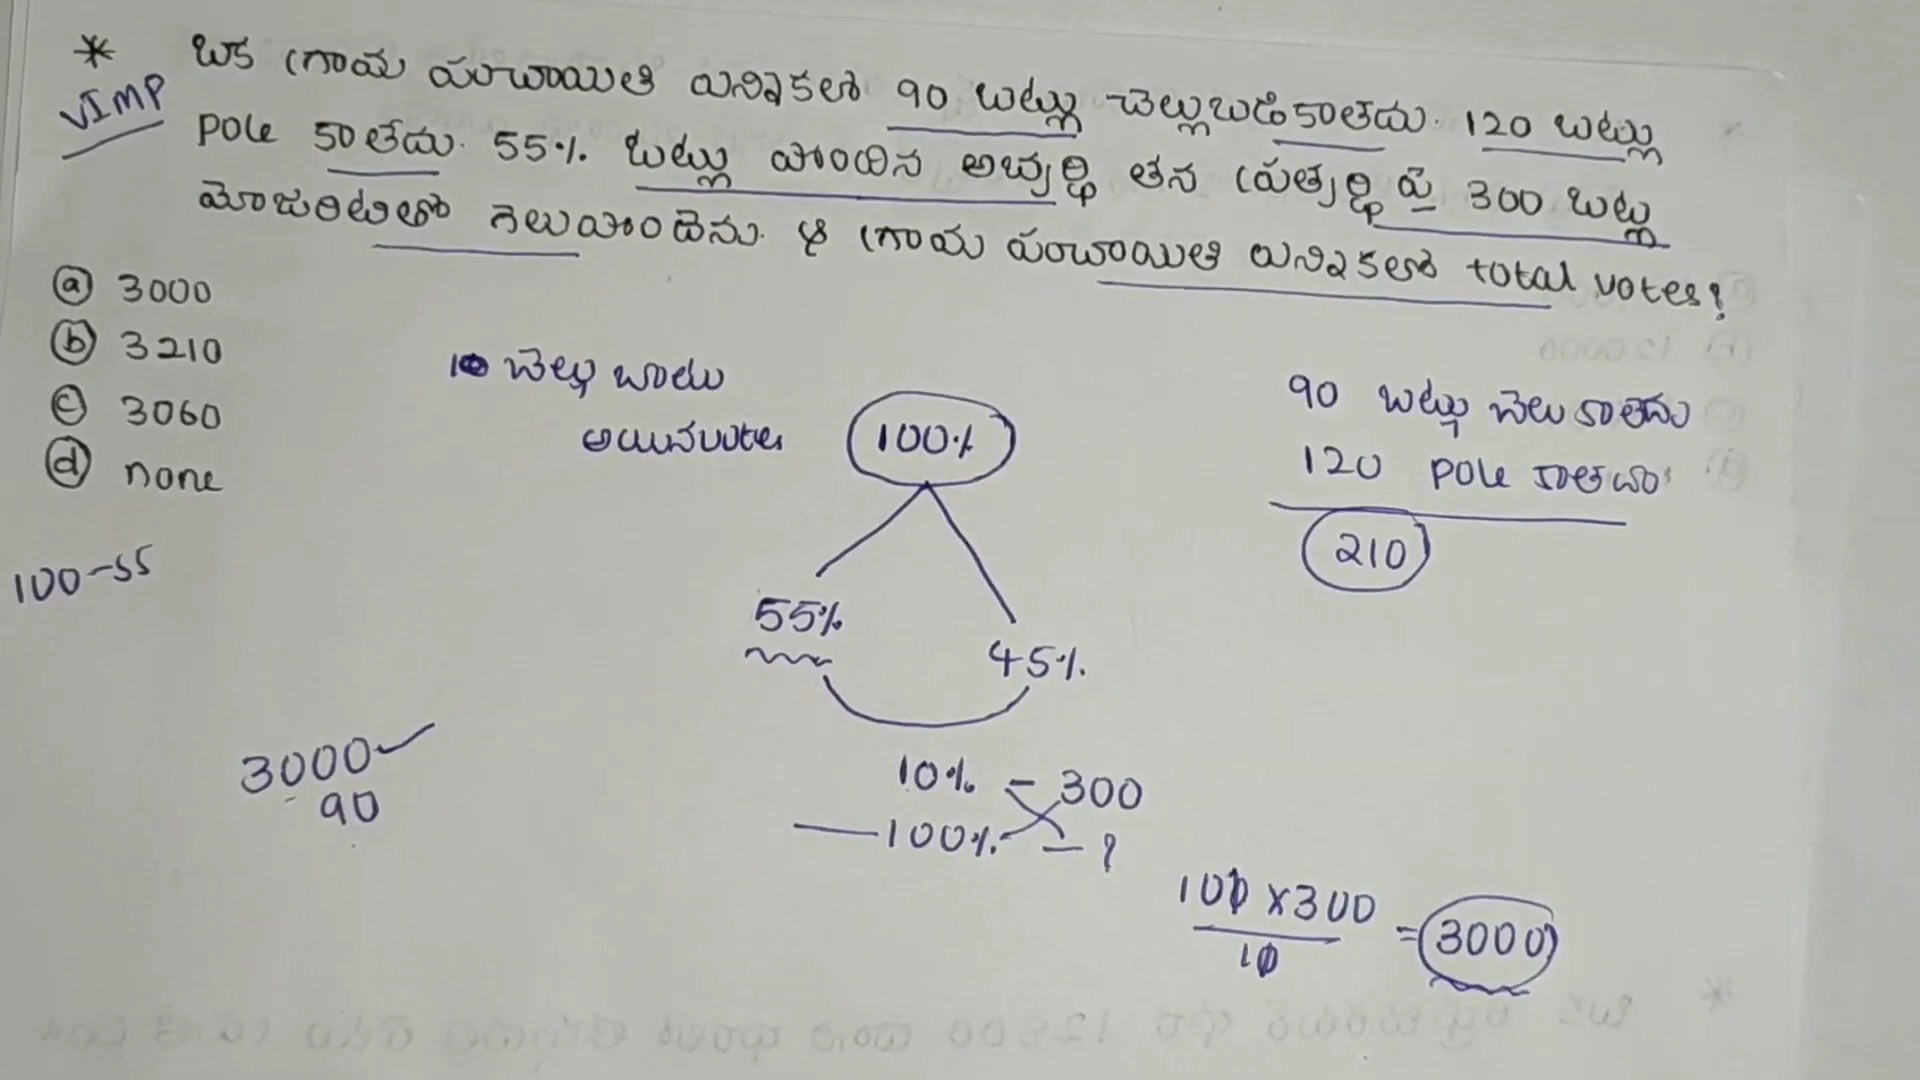 * ఒక గ్రామ పంచాయితి ఎన్నికలలో 90 ఓట్లు చెల్లుబడికాలేదు. 120 ఓట్లు
VIMP
pole కాలేదు. 55% ఓట్లు పొందిన అభ్యర్థి తన ప్రత్యర్థి పై 300 ఓట్లు
మోజారిటితో గెలుపొందెను. ఆ గ్రామ పంచాయితి ఎన్నికలలో total votes?
(a) 3000
(b) 3210
(c) 3060
(d) none
చెల్లు బాటు
అయిన votes
100%
90 ఓట్లు చెలు కాలేదు
120 pole కాలేదు
210
100-55
55%
45%
3000✓
90
10% - 300
100% - ?
100 x 300
10
= 3000